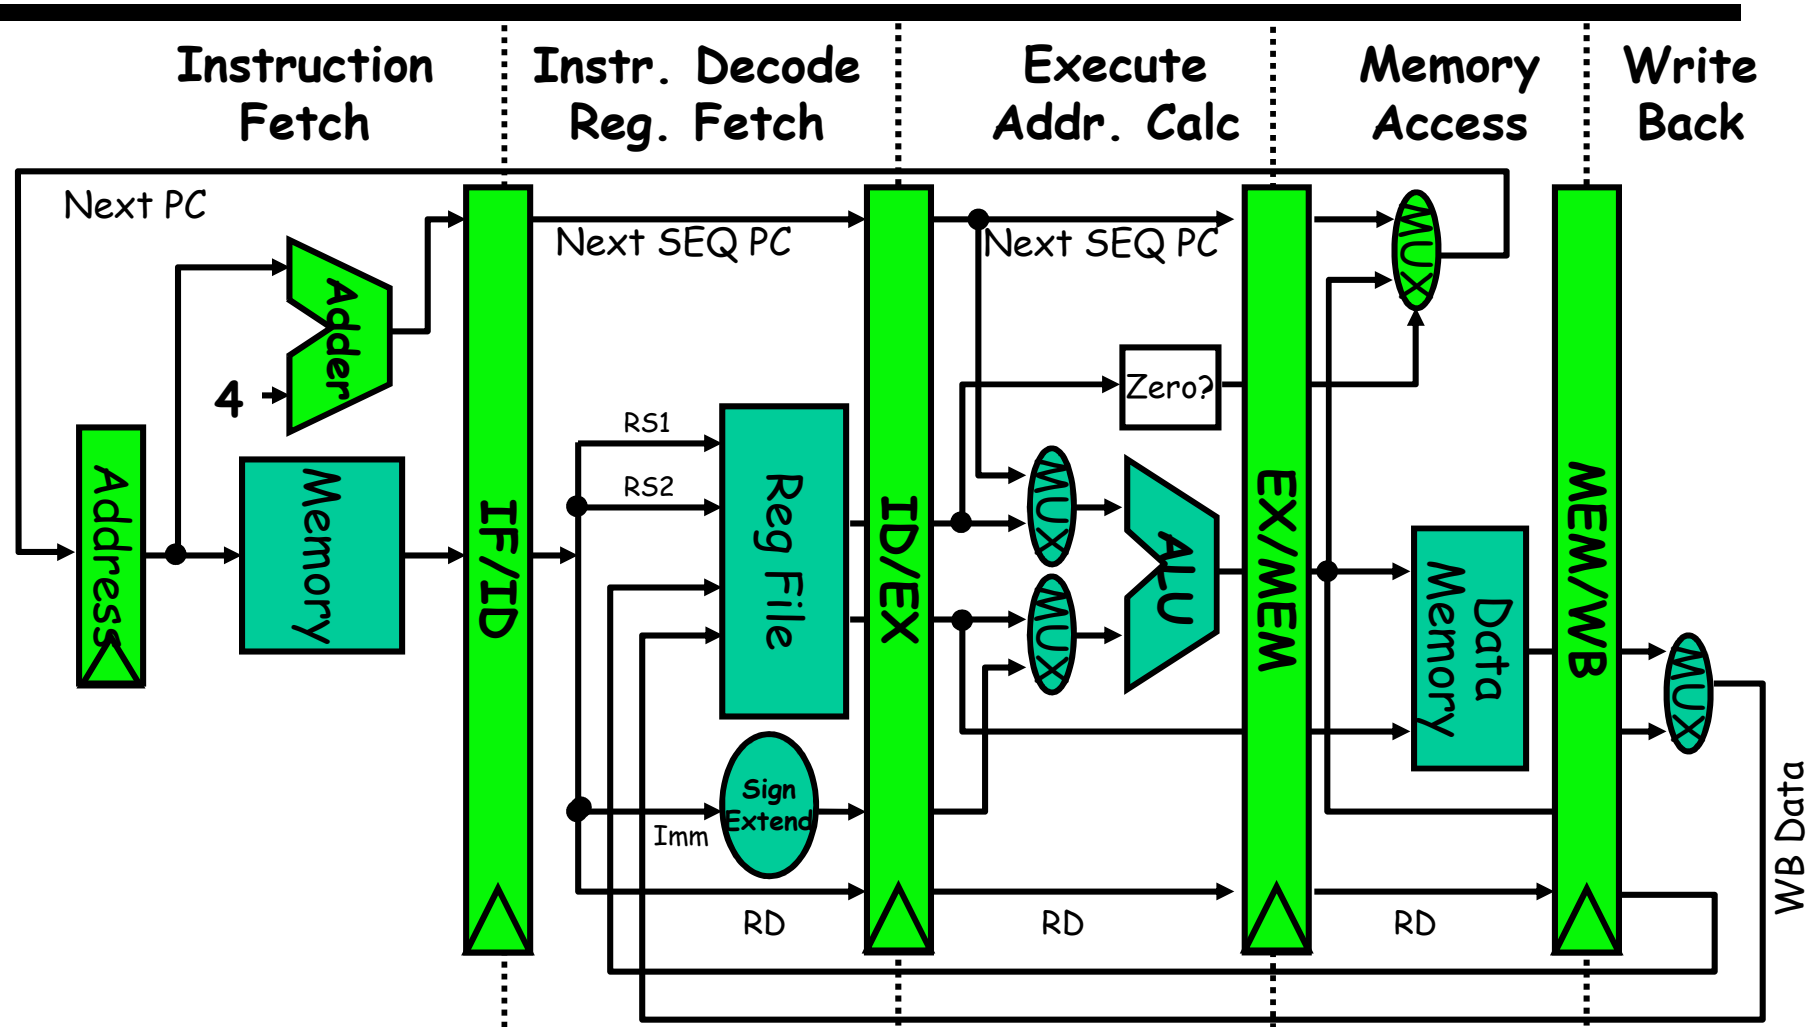 Instruction
Fetch
Instr. Decode
Reg. Fetch
Execute
Addr. Calc
Memory
Access
Write
Back
Next PC
Next SEQ PC
Next SEQ PC
MUX
Adder
4
Zero?
RS1
RS2
Address
Memory
IF/ID
Reg File
ID/EX
MUX
MUX
ALU
EX/MEM
Data
Memory
MEM/WB
MUX
Sign
Extend
Imm
WB Data
RD
RD
RD